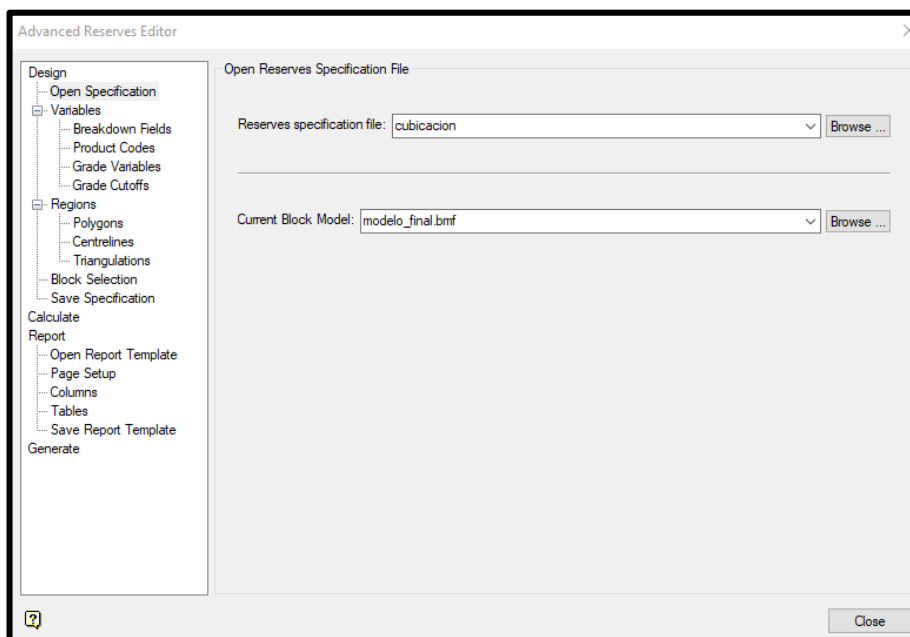 Advanced Reserves Editor
Design
Open Specification
Variables
Breakdown Fields
Product Codes
Grade Variables
Grade Cutoffs
Regions
Polygons
Centrelines
Triangulations
Block Selection
Save Specification
Calculate
Report
Open Report Template
Page Setup
Columns
Tables
Save Report Template
Generate
Open Reserves Specification File
Reserves specification file: cubicacion Browse ...
Current Block Model: modelo_final.bmf Browse ...
? Close